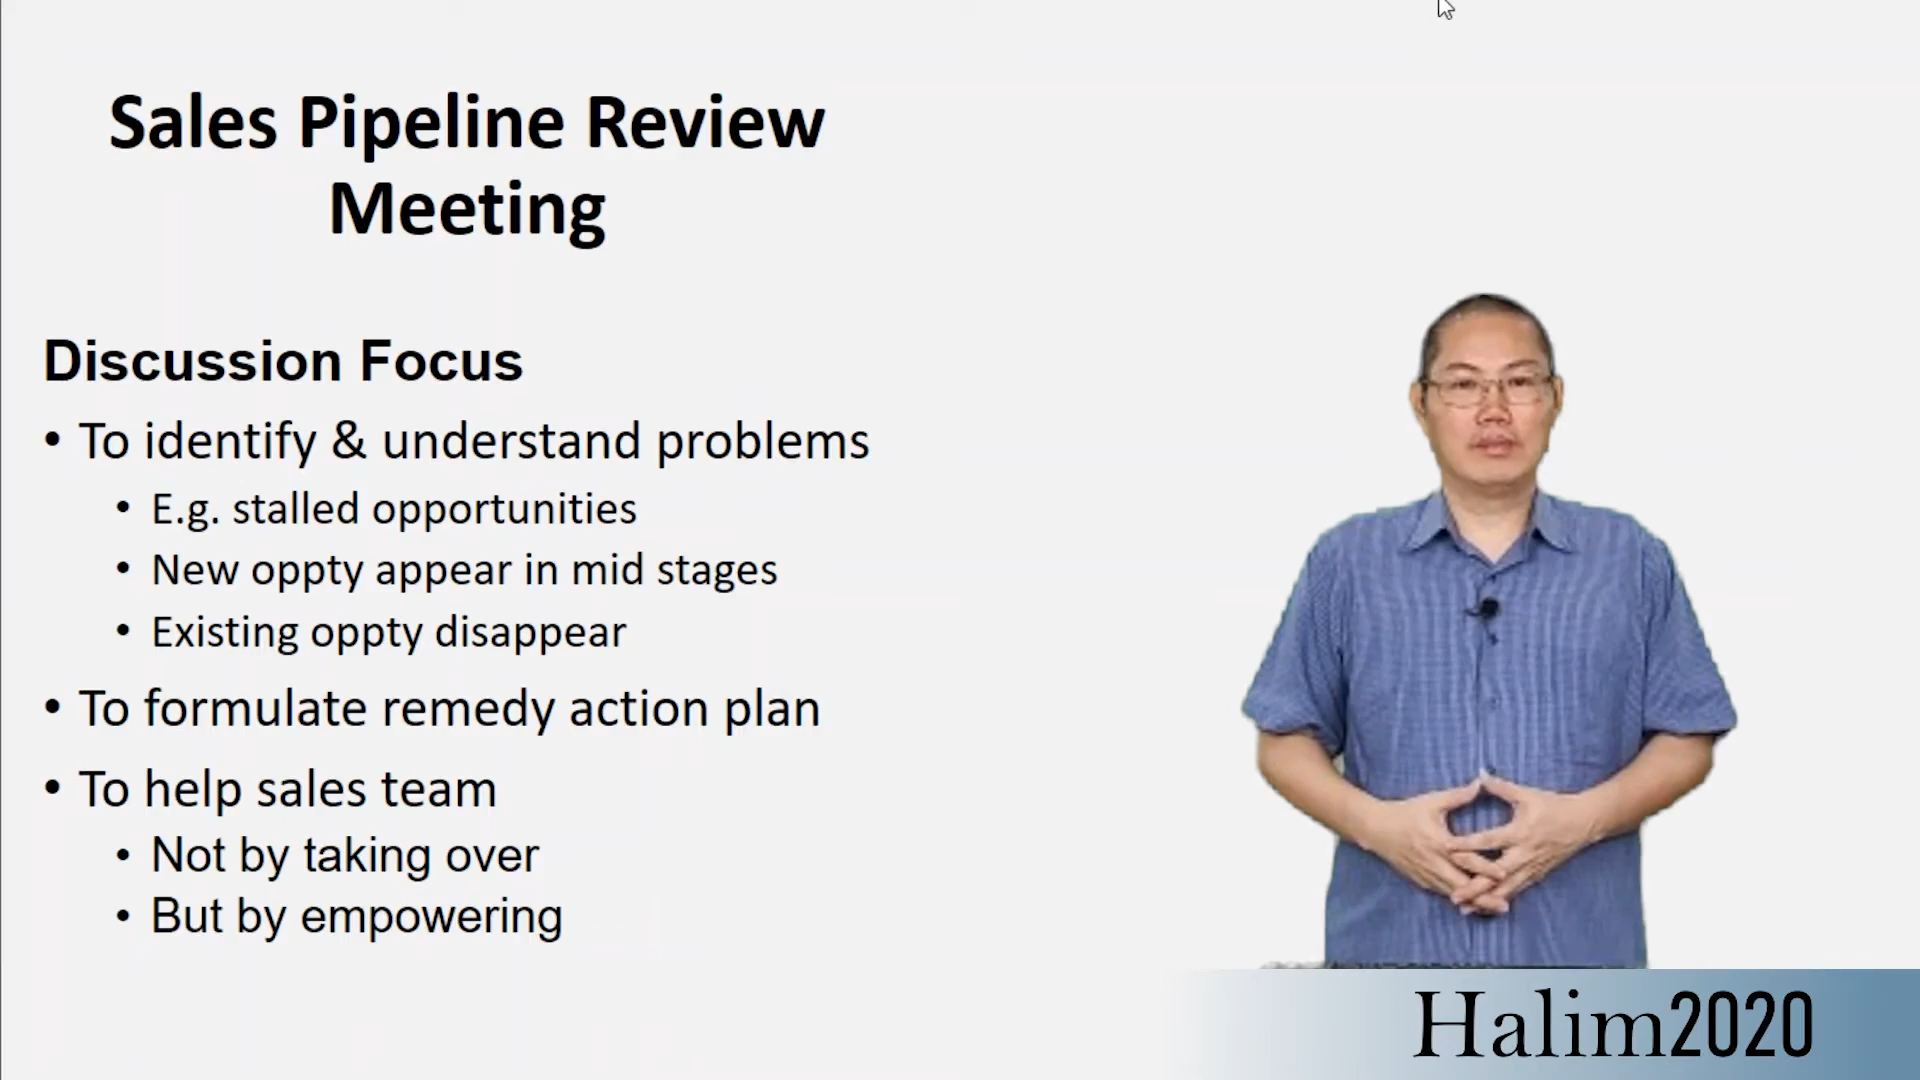 Sales Pipeline Review
Meeting
Discussion Focus
• To identify & understand problems
• E.g. stalled opportunities
• New oppty appear in mid stages
• Existing oppty disappear
• To formulate remedy action plan
• To help sales team
• Not by taking over
• But by empowering
Halim2020